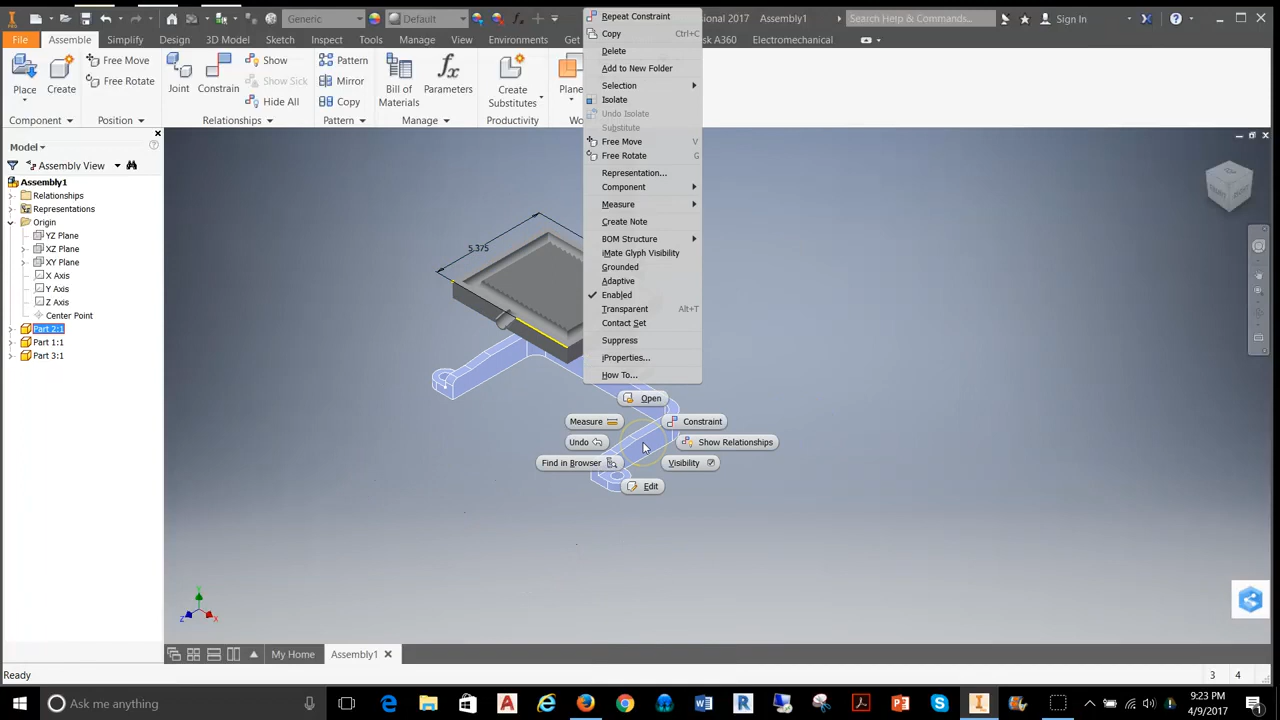 Generic
Default
sional 2017
Assembly1
Search Help & Commands...
Sign In
File
Assemble
Simplify
Design
3D Model
Sketch
Inspect
Tools
Manage
View
Environments
Get
sk A360
Electromechanical
Place
Create
Free Move
Free Rotate
Joint
Constrain
Show
Show Sick
Hide All
Pattern
Mirror
Copy
Bill of
Materials
Parameters
Create
Substitutes
Plane
Component
Position
Relationships
Pattern
Manage
Productivity
Model
Assembly View
Assembly1
Relationships
Representations
Origin
YZ Plane
XZ Plane
XY Plane
X Axis
Y Axis
Z Axis
Center Point
Part 2:1
Part 1:1
Part 3:1
5.375
Repeat Constraint
Copy Ctrl+C
Delete
Add to New Folder
Selection
Isolate
Undo Isolate
Substitute
Free Move V
Free Rotate G
Representation...
Component
Measure
Create Note
BOM Structure
iMate Glyph Visibility
Grounded
Adaptive
Enabled
Transparent Alt+T
Contact Set
Suppress
iProperties...
How To...
Open
Measure
Constraint
Undo
Show Relationships
Find in Browser
Visibility
Edit
Y
Z
X
My Home
Assembly1
Ready
3
4
Ask me anything
9:23 PM
4/9/2017